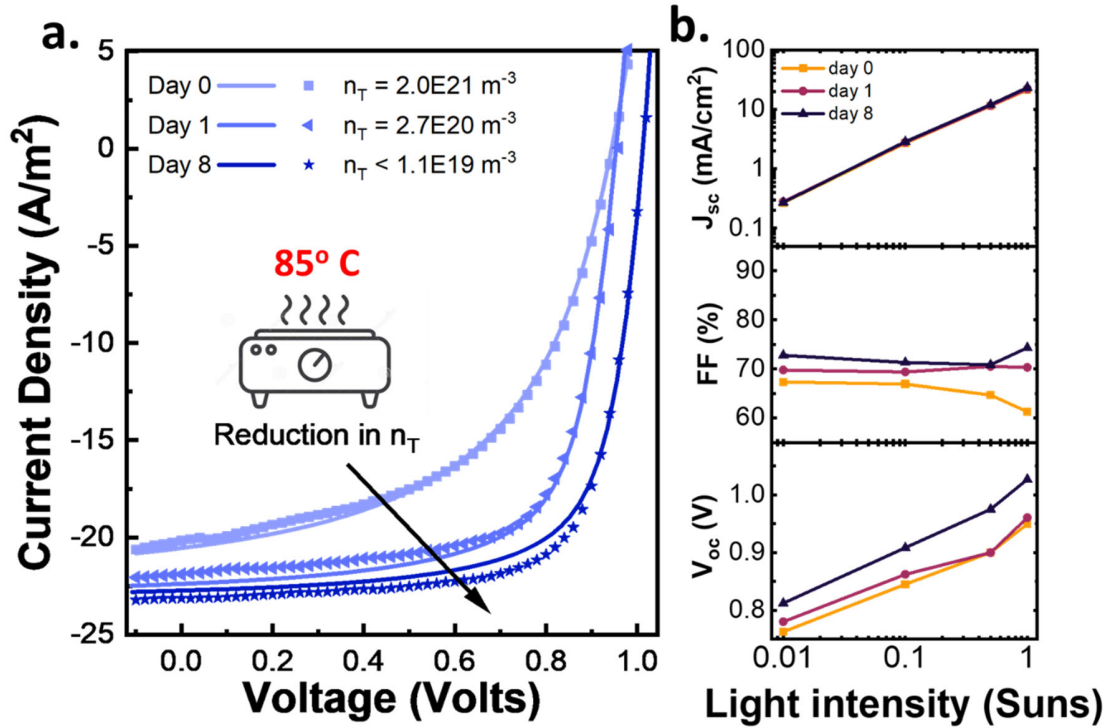 a.
Day 0 n_T = 2.0E21 m⁻³
Day 1 n_T = 2.7E20 m⁻³
Day 8 n_T < 1.1E19 m⁻³
85° C
Reduction in n_T
5
0
-5
-10
-15
-20
-25
Current Density (A/m²)
0.0 0.2 0.4 0.6 0.8 1.0
Voltage (Volts)
b.
day 0
day 1
day 8
100
10
1
0.1
J_sc (mA/cm²)
90
80
70
60
FF (%)
1.0
0.9
0.8
V_oc (V)
0.01 0.1 1
Light intensity (Suns)